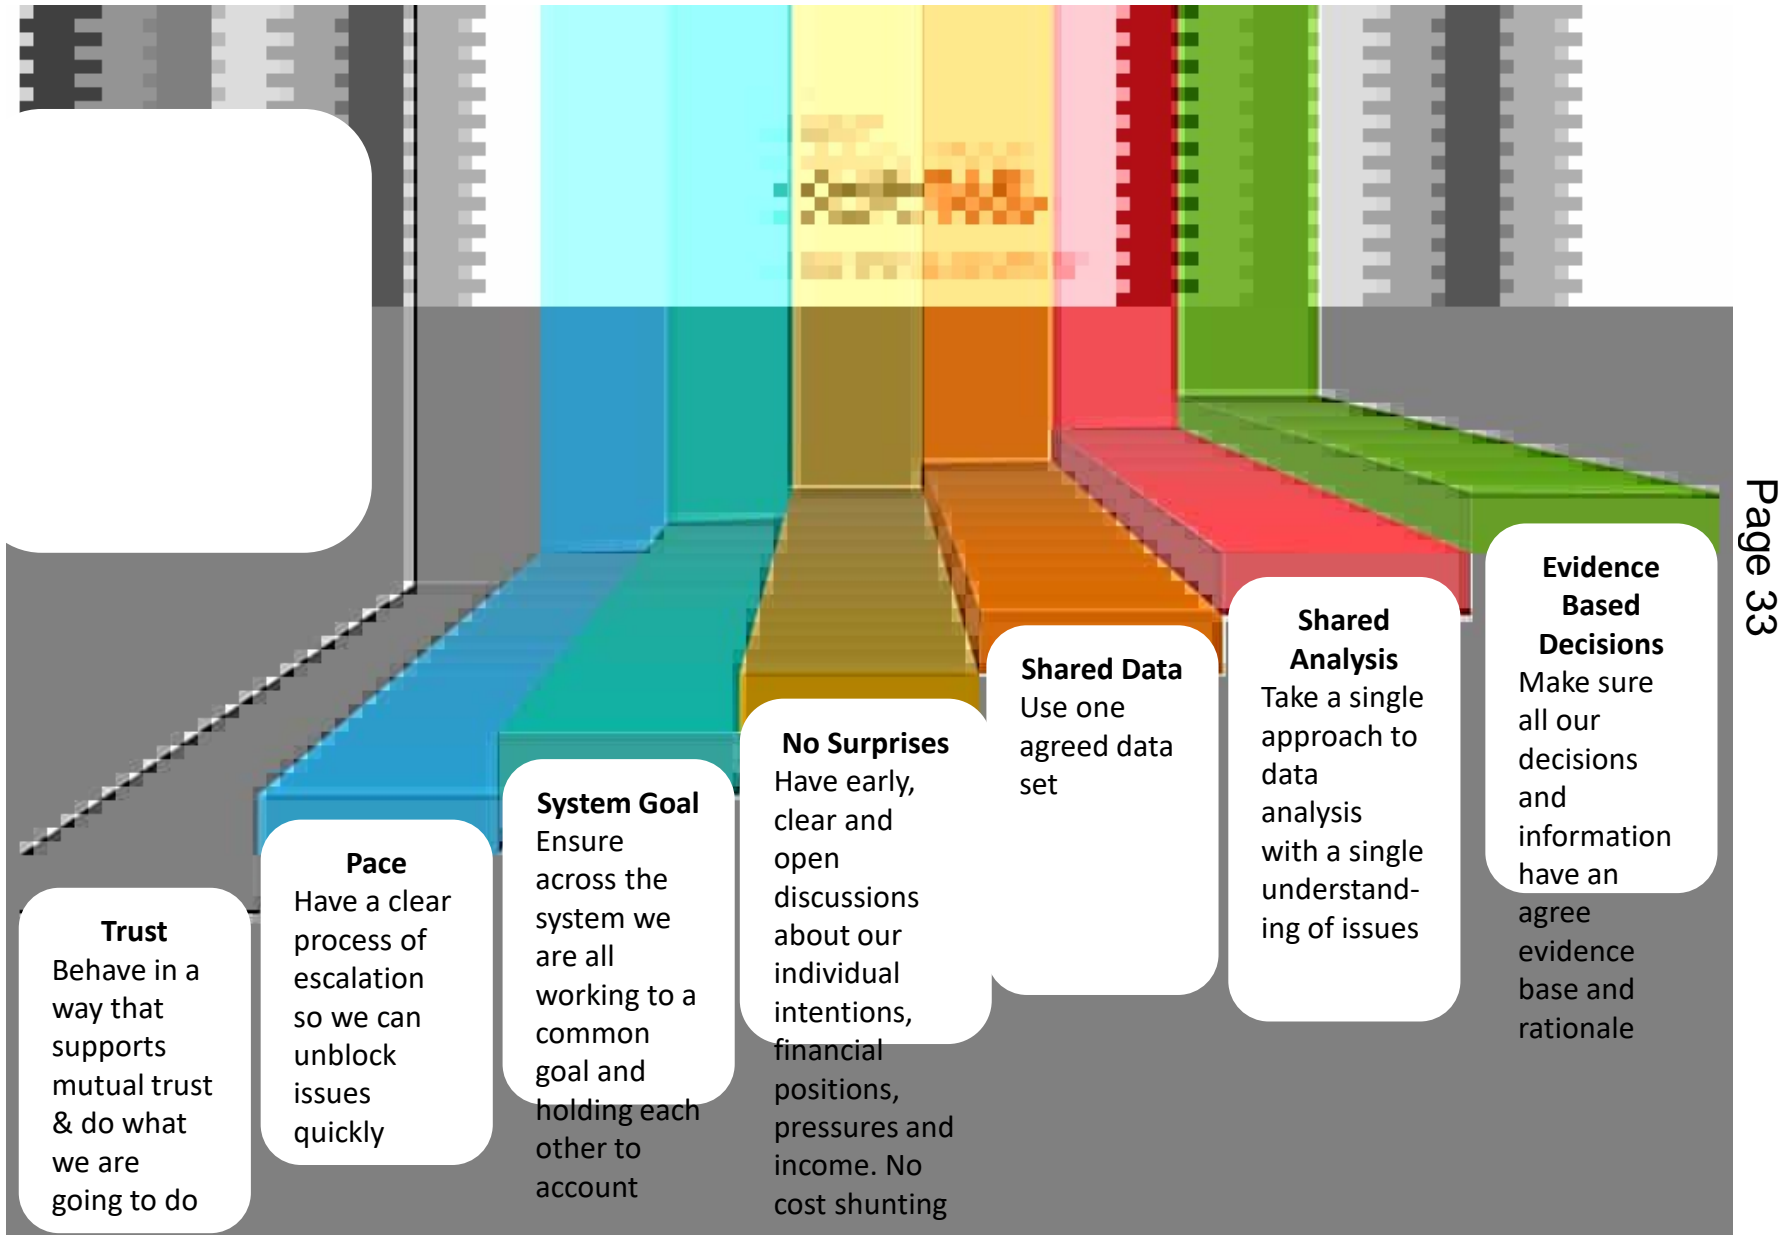 Trust
Behave in a
way that
supports
mutual trust
& do what
we are
going to do
Pace
Have a clear
process of
escalation
so we can
unblock
issues
quickly
System Goal
Ensure
across the
system we
are all
working to a
common
goal and
holding each
other to
account
No Surprises
Have early,
clear and
open
discussions
about our
individual
intentions,
financial
positions,
pressures and
income. No
cost shunting
Shared Data
Use one
agreed data
set
Shared
Analysis
Take a single
approach to
data
analysis
with a single
understand-
ing of issues
Evidence
Based
Decisions
Make sure
all our
decisions
and
information
have an
agree
evidence
base and
rationale
Page 33